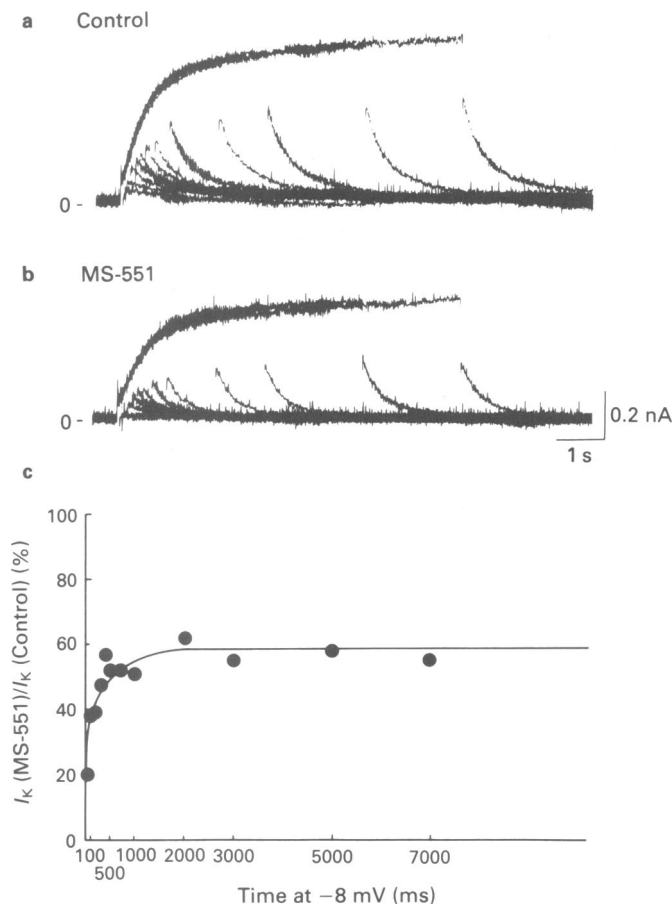 a Control
0 -
b MS-551
0 -
0.2 nA
1 s
c
I_K (MS-551)/I_K (Control) (%)
100
80
60
40
20
0
100 1000 2000 3000 5000 7000
500
Time at −8 mV (ms)